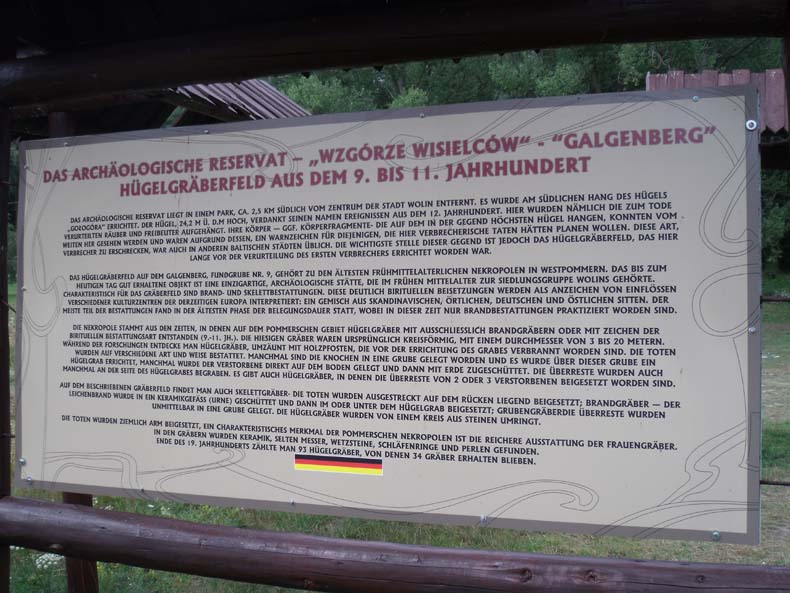 DAS ARCHÄOLOGISCHE RESERVAT – „WZGÓRZE WISIELCÓW“ - “GALGENBERG”
HÜGELGRÄBERFELD AUS DEM 9. BIS 11. JAHRHUNDERT
DAS ARCHÄOLOGISCHE RESERVAT LIEGT IN EINEM PARK, CA. 2,5 KM SÜDLICH VOM ZENTRUM DER STADT WOLIN ENTFERNT. ES WURDE AM SÜDLICHEN HANG DES HÜGELS
„GOŁOGÓRA“ ERRICHTET. DER HÜGEL, 24,2 M Ü. D.M HOCH, VERDANKT SEINEN NAMEN EREIGNISSEN AUS DEM 12. JAHRHUNDERT. HIER WURDEN NÄMLICH DIE ZUM TODE
VERURTEILTEN RÄUBER UND FREIBEUTER AUFGEHÄNGT. IHRE KÖRPER – GGF. KÖRPERFRAGMENTE- DIE AUF DEM IN DER GEGEND HÖCHSTEN HÜGEL HANGEN, KONNTEN VOM
WEITEN HER GESEHEN WERDEN UND WAREN AUFGRUND DESSEN, EIN WARNZEICHEN FÜR DIEJENIGEN, DIE HIER VERBRECHERISCHE TATEN HÄTTEN PLANEN WOLLEN. DIESE ART,
VERBRECHER ZU ERSCHRECKEN, WAR AUCH IN ANDEREN BALTISCHEN STÄDTEN ÜBLICH. DIE WICHTIGSTE STELLE DIESER GEGEND IST JEDOCH DAS HÜGELGRÄBERFELD, DAS HIER
LANGE VOR DER VERURTEILUNG DES ERSTEN VERBRECHERS ERRICHTET WORDEN WAR.
DAS HÜGELGRÄBERFELD AUF DEM GALGENBERG, FUNDGRUBE NR. 9, GEHÖRT ZU DEN ÄLTESTEN FRÜHMITTELALTERLICHEN NEKROPOLEN IN WESTPOMMERN. DAS BIS ZUM
HEUTIGEN TAG GUT ERHALTENE OBJEKT IST EINE EINZIGARTIGE, ARCHÄOLOGISCHE STÄTTE, DIE IM FRÜHEN MITTELALTER ZUR SIEDLUNGSGRUPPE WOLINS GEHÖRTE.
CHARAKTERISTISCH FÜR DAS GRÄBERFELD SIND BRAND- UND SKELETTBESTATTUNGEN. DIESE DEUTLICH BIRITUELLEN BEISETZUNGEN WERDEN ALS ANZEICHEN VON EINFLÖSSEN
VERSCHIEDENER KULTURZENTREN DER DERZEITIGEN EUROPA INTERPRETIERT: EIN GEMISCH AUS SKANDINAVISCHEN, ÖRTLICHEN, DEUTSCHEN UND ÖSTLICHEN SITTEN. DER
MEISTE TEIL DER BESTATTUNGEN FAND IN DER ÄLTESTEN PHASE DER BELEGUNGSDAUER STATT, WOBEI IN DIESER ZEIT NUR BRANDBESTATTUNGEN PRAKTIZIERT WORDEN SIND.
DIE NEKROPOLE STAMMT AUS DEN ZEITEN, IN DENEN AUF DEM POMMERSCHEN GEBIET HÜGELGRÄBER MIT AUSSCHLIESSLICH BRANDGRÄBERN ODER MIT ZEICHEN DER
BIRITUELLEN BESTATTUNGSART ENTSTANDEN (9.-11. JH.). DIE HIESIGEN GRÄBER WAREN URSPRÜNGLICH KREISFÖRMIG, MIT EINEM DURCHMESSER VON 3 BIS 20 METERN.
WÄHREND DER FORSCHUNGEN ENTDECKE MAN HÜGELGRÄBER, UMZÄUNT MIT HOLZPFOSTEN, DIE VOR DER ERRICHTUNG DES GRABES VERBRANNT WORDEN SIND. DIE TOTEN
WURDEN AUF VERSCHIEDENE ART UND WEISE BESTATTET. MANCHMAL SIND DIE KNOCHEN IN EINE GRUBE GELEGT WORDEN UND ES WURDE ÜBER DIESER GRUBE EIN
HÜGELGRAB ERRICHTET, MANCHMAL WURDE DER VERSTORBENE DIREKT AUF DEM BODEN GELEGT UND DANN MIT ERDE ZUGESCHÜTTET. DIE ÜBERRESTE WURDEN AUCH
MANCHMAL AN DER SEITE DES HÜGELGRABES BEGRABEN. ES GIBT AUCH HÜGELGRÄBER, IN DENEN DIE ÜBERRESTE VON 2 ODER 3 VERSTORBENEN BEIGESETZT WORDEN SIND.
AUF DEM BESCHRIEBENEN GRÄBERFELD FINDET MAN AUCH SKELETTGRÄBER- DIE TOTEN WURDEN AUSGESTRECKT AUF DEM RÜCKEN LIEGEND BEIGESETZT; BRANDGRÄBER – DER
LEICHENBRAND WURDE IN EIN KERAMIKGEFÄSS (URNE) GESCHÜTTET UND DANN IM ODER UNTER DEM HÜGELGRAB BEIGESETZT; GRUBENGRÄBERDIE ÜBERRESTE WURDEN
UNMITTELBAR IN EINE GRUBE GELEGT. DIE HÜGELGRÄBER WURDEN VON EINEM KREIS AUS STEINEN UMRINGT.
DIE TOTEN WURDEN ZIEMLICH ARM BEIGESETZT, EIN CHARAKTERISTISCHES MERKMAL DER POMMERSCHEN NEKROPOLEN IST DIE REICHERE AUSSTATTUNG DER FRAUENGRÄBER.
IN DEN GRÄBERN WURDEN KERAMIK, SELTEN MESSER, WETZSTEINE, SCHLÄFENRINGE UND PERLEN GEFUNDEN.
ENDE DES 19. JAHRHUNDERTS ZÄHLTE MAN 93 HÜGELGRÄBER, VON DENEN 34 GRÄBER ERHALTEN BLIEBEN.